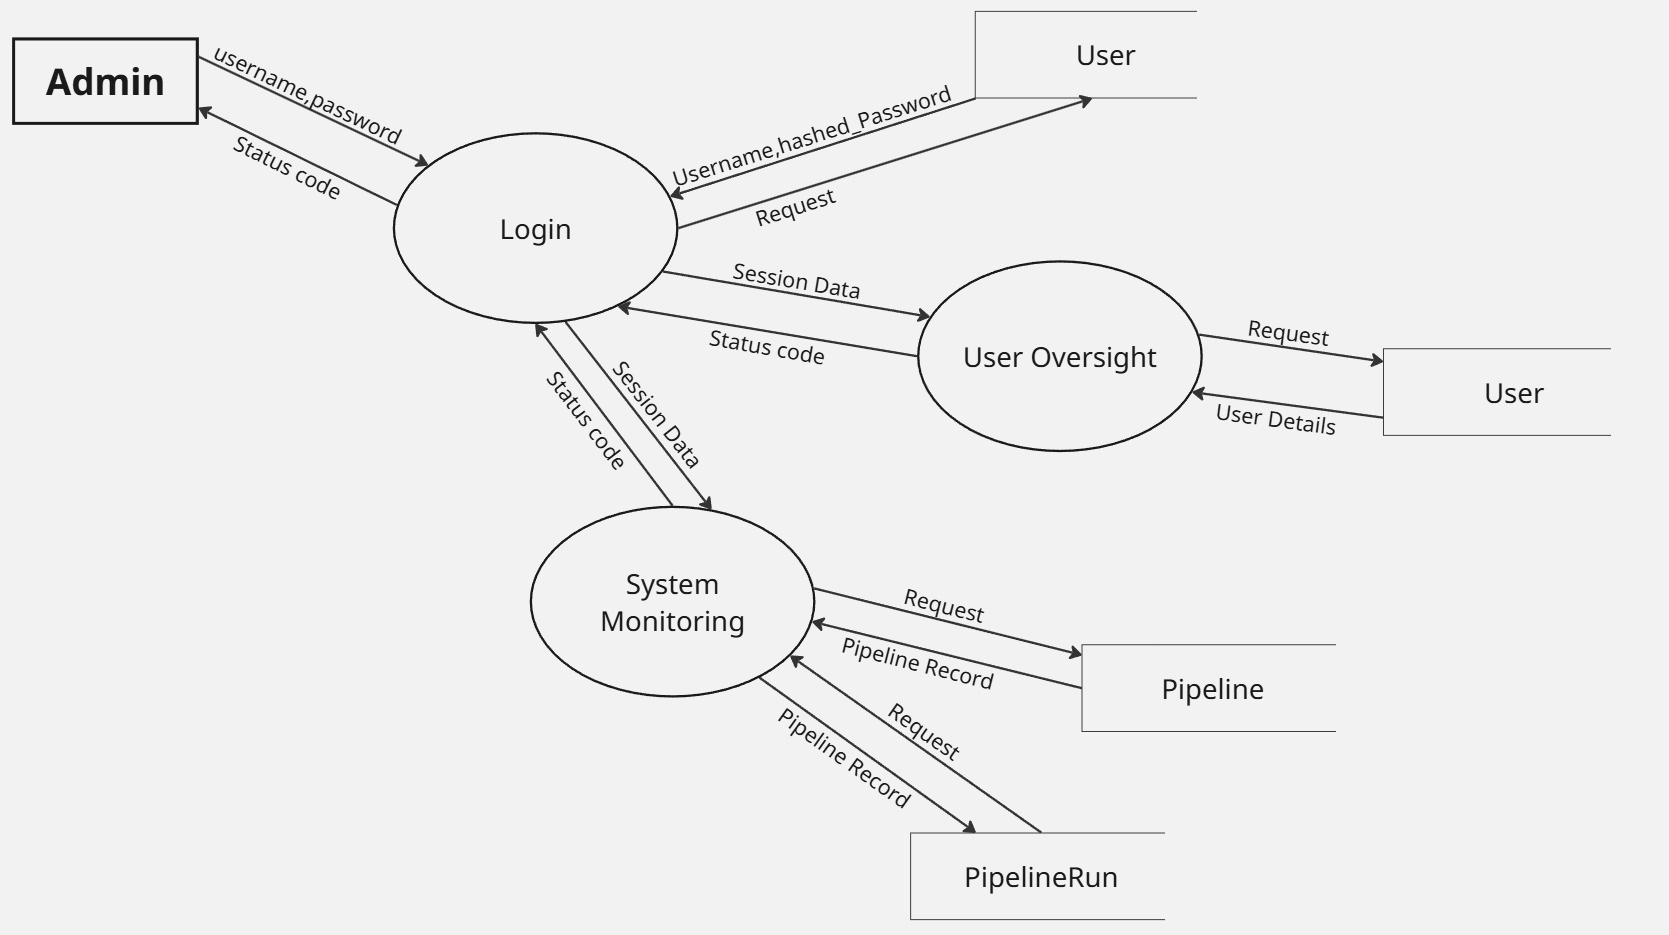 Admin
username,password
Status code
User
Username,hashed_Password
Request
Login
Session Data
Status code
User Oversight
Request
User Details
User
Session Data
Status code
System
Monitoring
Request
Pipeline Record
Pipeline
Request
Pipeline Record
PipelineRun